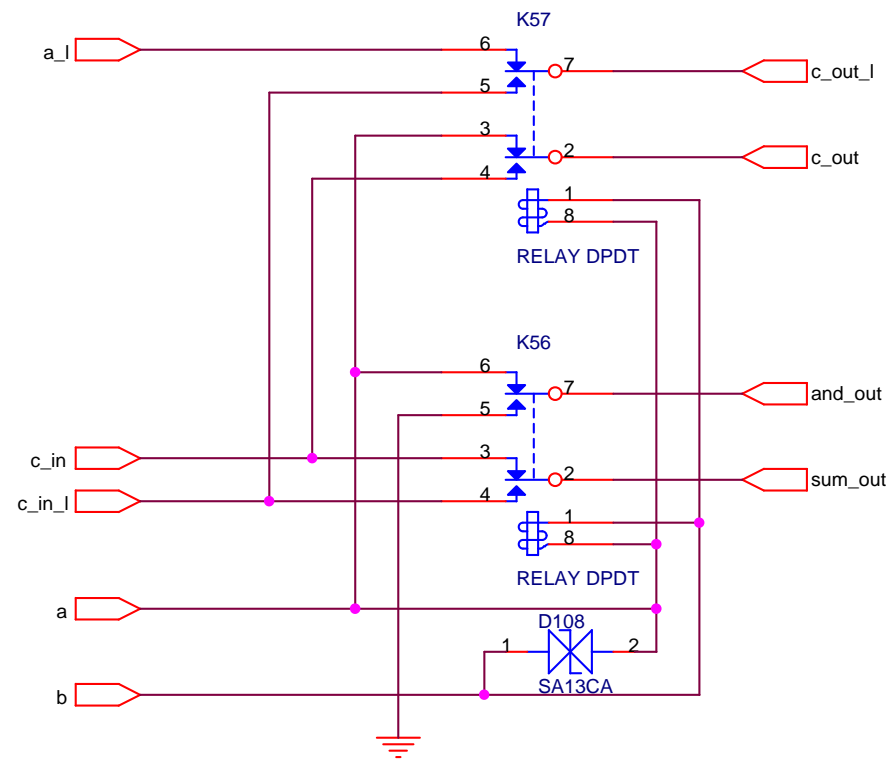 K57
a_l
6
7
c_out_l
5
3
2
c_out
4
1
8
RELAY DPDT
K56
6
7
and_out
5
c_in
3
2
sum_out
c_in_l
4
1
8
RELAY DPDT
a
D108
1
2
SA13CA
b